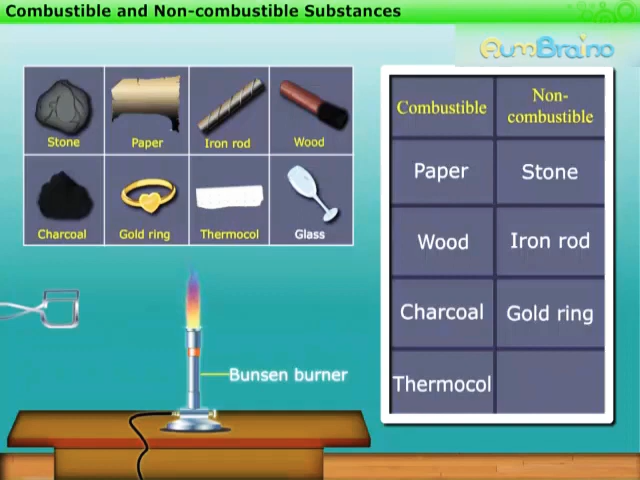 Combustible and Non-combustible Substances
AumBraino
Stone Paper Iron rod Wood
Charcoal Gold ring Thermocol Glass
Bunsen burner
Combustible Non-
combustible
Paper Stone
Wood Iron rod
Charcoal Gold ring
Thermocol